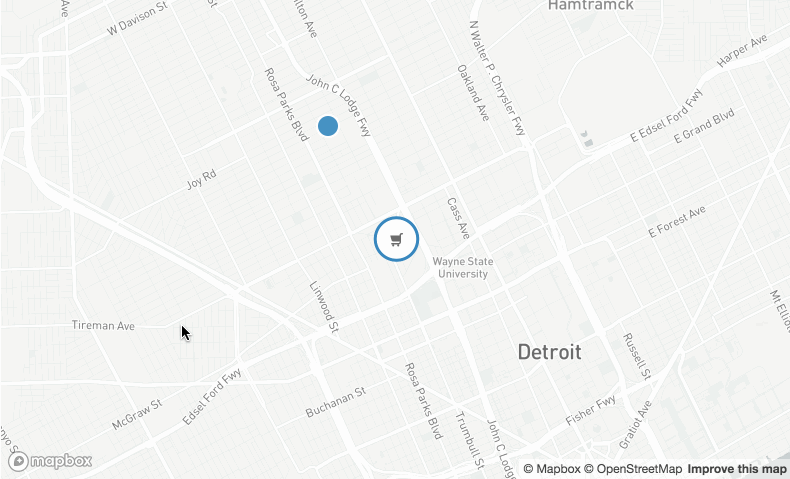 Hamtramck
W Davison St
John C Lodge Fwy
Rosa Parks Blvd
N Walter P. Chrysler Fwy
Oakland Ave
Harper Ave
E Edsel Ford Fwy
E Grand Blvd
Joy Rd
Cass Ave
E Forest Ave
Wayne State
University
Linwood St
Tireman Ave
Detroit
Russell St
Mt Elliot
Edsel Ford Fwy
McGraw St
Buchanan St
Rosa Parks Blvd
Trumbull St
John C Lodge
Fisher Fwy
Gratiot Ave
mapbox
© Mapbox © OpenStreetMap Improve this map